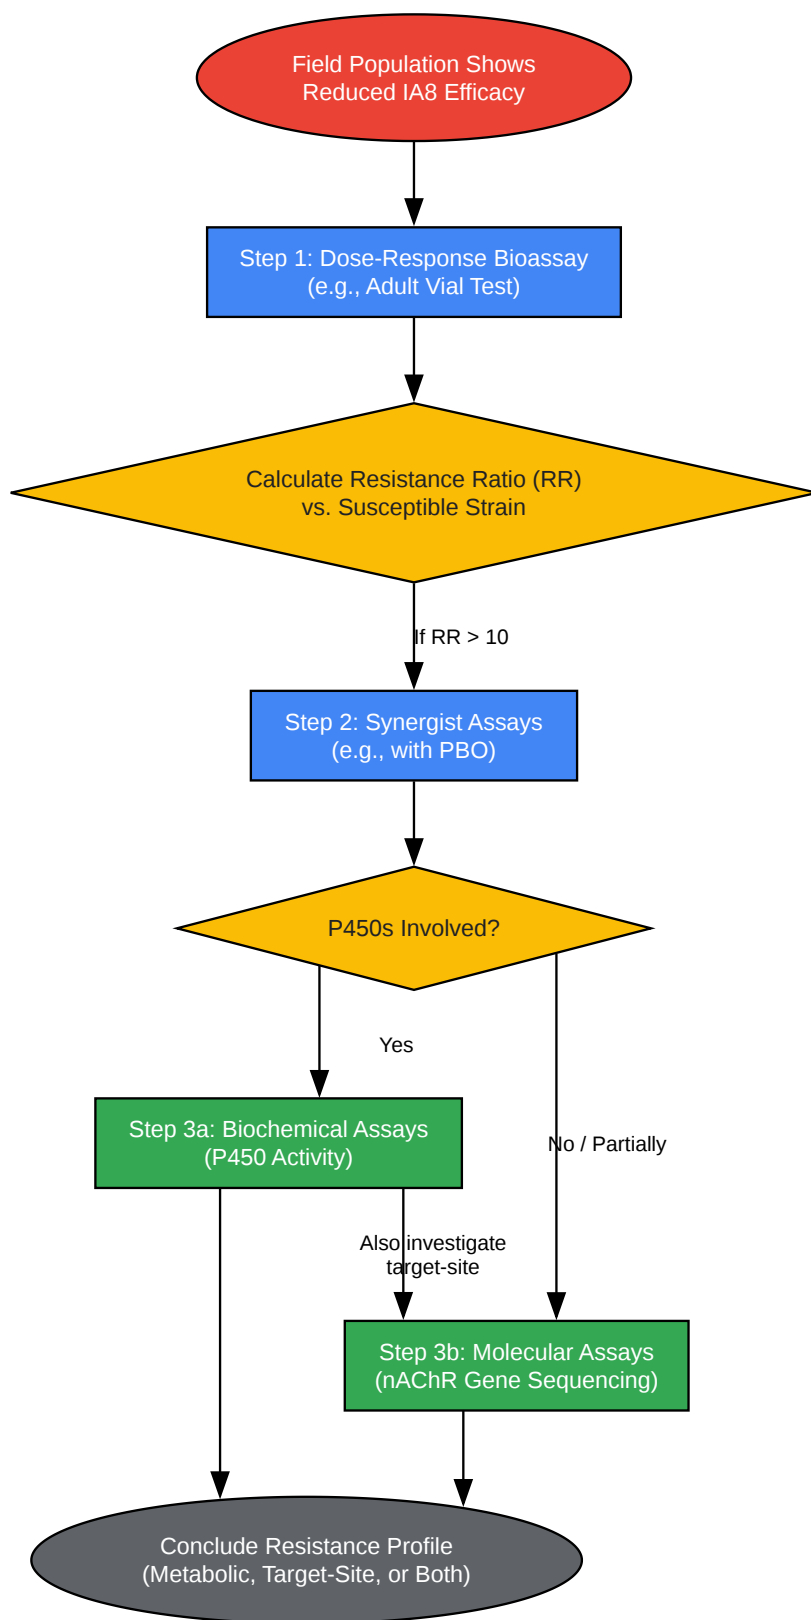 Field Population Shows
Reduced IA8 Efficacy
Step 1: Dose-Response Bioassay
(e.g., Adult Vial Test)
Calculate Resistance Ratio (RR)
vs. Susceptible Strain
If RR > 10
Step 2: Synergist Assays
(e.g., with PBO)
P450s Involved?
Yes
Step 3a: Biochemical Assays
(P450 Activity)
No / Partially
Also investigate
target-site
Step 3b: Molecular Assays
(nAChR Gene Sequencing)
Conclude Resistance Profile
(Metabolic, Target-Site, or Both)